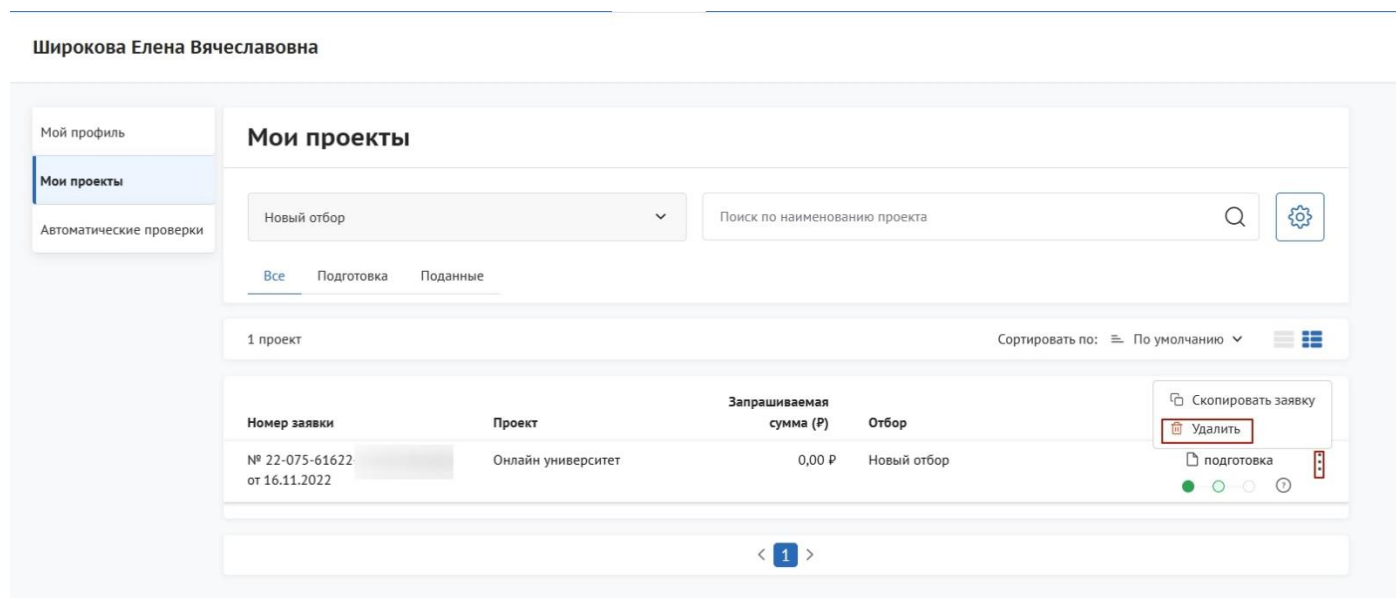 Широкова Елена Вячеславовна
Мой профиль
Мои проекты
Автоматические проверки
Мои проекты
Новый отбор
Поиск по наименованию проекта
Все Подготовка Поданные
1 проект
Сортировать по: По умолчанию
Скопировать заявку
Удалить
Номер заявки Проект Запрашиваемая
сумма (₽) Отбор
№ 22-075-61622- Онлайн университет 0,00 ₽ Новый отбор подготовка
от 16.11.2022
?
< 1 >